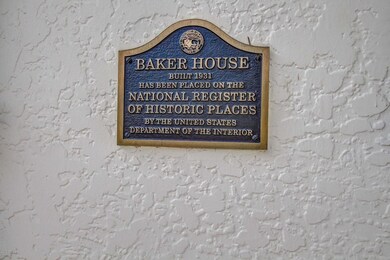 BAKER HOUSE
BUILT 1931
HAS BEEN PLACED ON THE
NATIONAL REGISTER
OF HISTORIC PLACES
BY THE UNITED STATES
DEPARTMENT OF THE INTERIOR